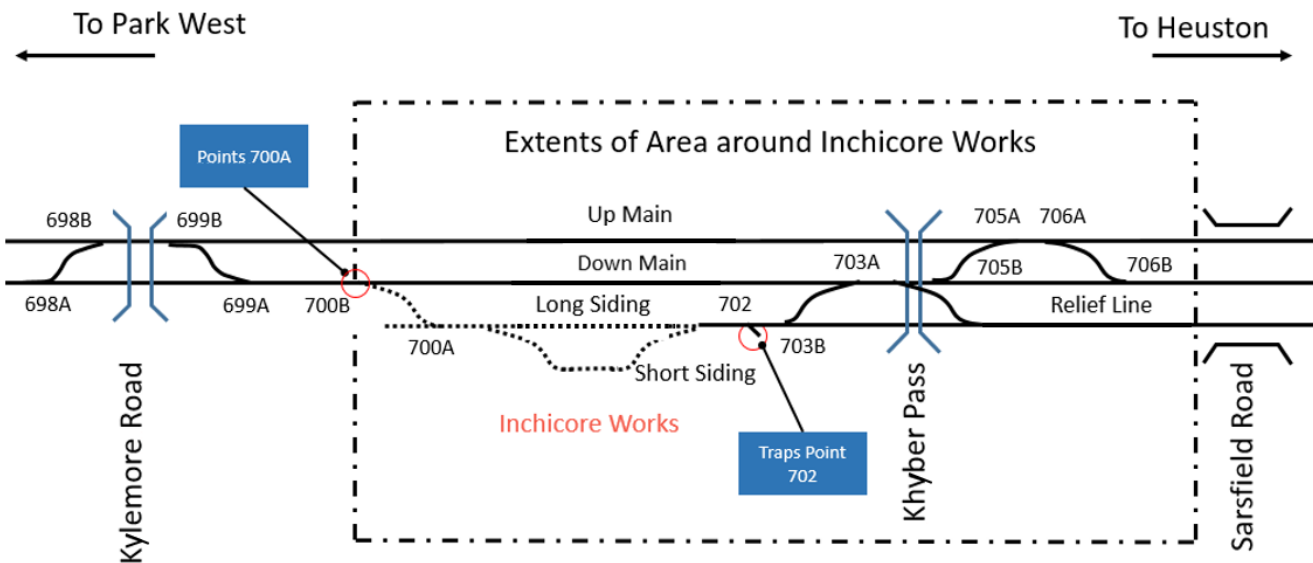 To Park West
To Heuston
Extents of Area around Inchicore Works
Points 700A
698B
699B
Up Main
705A
706A
Down Main
703A
705B
706B
698A
699A
700B
Long Siding
702
Relief Line
700A
703B
Short Siding
Inchicore Works
Traps Point
702
Kylemore Road
Khyber Pass
Sarsfield Road